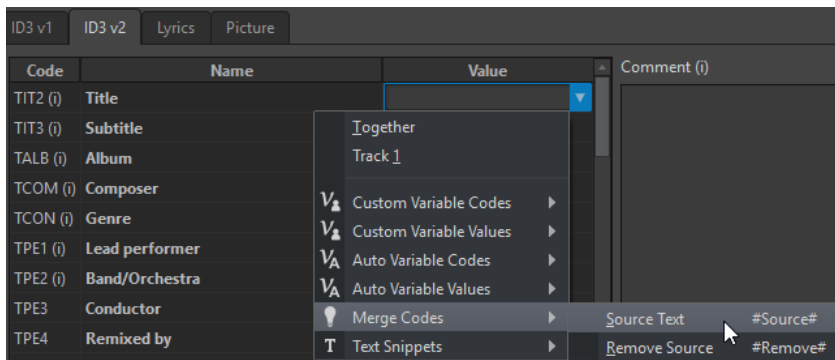 ID3 v1 ID3 v2 Lyrics Picture
Code Name Value Comment (i)
TIT2 (i) Title
TIT3 (i) Subtitle
TALB (i) Album
TCOM (i) Composer
TCON (i) Genre
TPE1 (i) Lead performer
TPE2 (i) Band/Orchestra
TPE3 Conductor
TPE4 Remixed by
Together
Track 1
Custom Variable Codes
Custom Variable Values
Auto Variable Codes
Auto Variable Values
Merge Codes
T Text Snippets
Source Text #Source#
Remove Source #Remove#